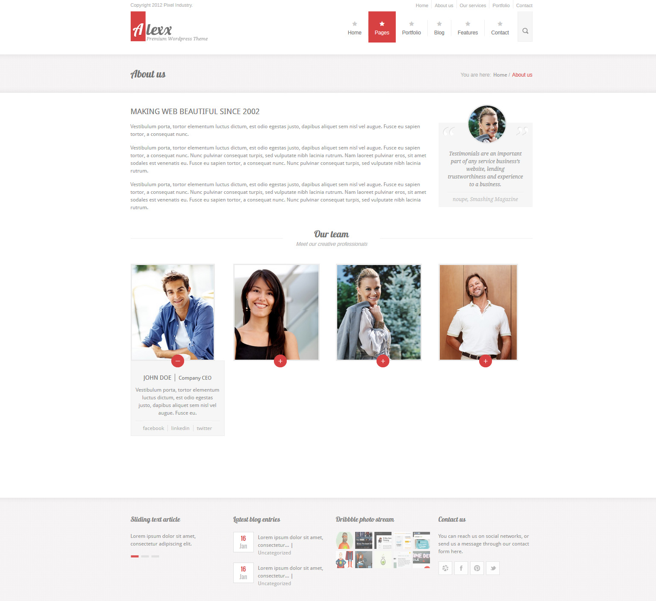 Copyright 2012 Pixel Industry.
Home About us Our services Portfolio Contact
Alexx
Premium Wordpress Theme
Home Pages Portfolio Blog Features Contact
About us
You are here: Home / About us
MAKING WEB BEAUTIFUL SINCE 2002
Vestibulum porta, tortor elementum luctus dictum, est odio egestas justo, dapibus aliquet sem nisl vel augue. Fusce eu sapien
tortor, a consequat nunc.
Vestibulum porta, tortor elementum luctus dictum, est odio egestas justo, dapibus aliquet sem nisl vel augue. Fusce eu sapien
tortor, a consequat nunc. Nunc pulvinar consequat turpis, sed vulputate nibh lacinia rutrum. Nam laoreet pulvinar eros, sit amet
sodales est venenatis eu. Fusce eu sapien tortor, a consequat nunc. Nunc pulvinar consequat turpis, sed vulputate nibh lacinia
rutrum.
Vestibulum porta, tortor elementum luctus dictum, est odio egestas justo, dapibus aliquet sem nisl vel augue. Fusce eu sapien
tortor, a consequat nunc. Nunc pulvinar consequat turpis, sed vulputate nibh lacinia rutrum. Nam laoreet pulvinar eros, sit amet
sodales est venenatis eu. Fusce eu sapien tortor, a consequat nunc. Nunc pulvinar consequat turpis, sed vulputate nibh lacinia
rutrum.
Testimonials are an important
part of any service business's
website, lending
trustworthiness and experience
to a business.
Smashing Magazine
Our team
Meet our creative professionals
JOHN DOE | Company CEO
Vestibulum porta, tortor elementum
luctus dictum, est odio egestas
justo, dapibus aliquet sem nisl vel
augue. Fusce eu.
facebook linkedin twitter
Sliding text article
Lorem ipsum dolor sit amet,
consectetur adipiscing elit.
Latest blog entries
16
Jan
Lorem ipsum dolor sit amet,
consectetur... |
Uncategorized
16
Jan
Lorem ipsum dolor sit amet,
consectetur... |
Uncategorized
Dribbble photo stream
Contact us
You can reach us on social networks, or
send us a message through our contact
form here.